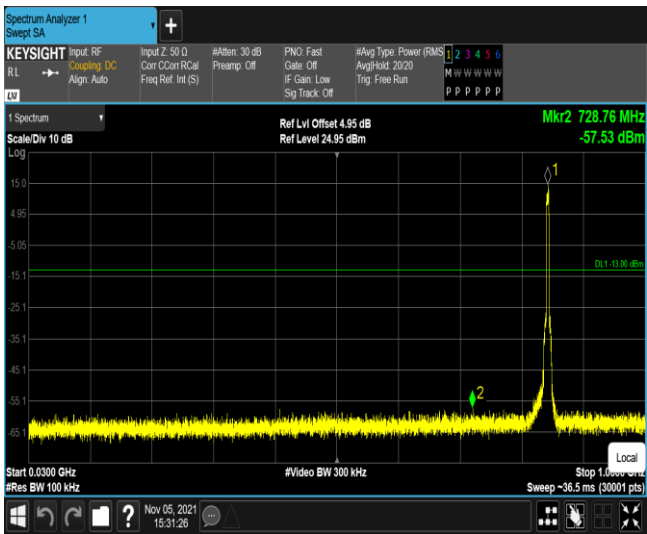 Spectrum Analyzer 1
Swept SA
+
KEYSIGHT Input: RF Input Z: 50 Ω #Atten: 30 dB PNO: Fast #Avg Type: Power (RMS 1 2 3 4 5 6
RL Coupling: DC Corr CCorr RCal Preamp: Off Gate: Off Avg|Hold: 20/20 M W W W W W
Align: Auto Freq Ref: Int (S) IF Gain: Low Trig: Free Run
LXI Sig Track: Off P P P P P P
1 Spectrum Ref Lvl Offset 4.95 dB Mkr2 728.76 MHz
Scale/Div 10 dB Ref Level 24.95 dBm -57.53 dBm
Log
1
15.0
4.95
-5.05
DL1 -13.00 dBm
-15.1
-25.1
-35.1
-45.1
2
-55.1
-65.1
Local
Start 0.0300 GHz #Video BW 300 kHz Stop 1.0000 GHz
#Res BW 100 kHz Sweep ~36.5 ms (30001 pts)
? Nov 05, 2021
15:31:26